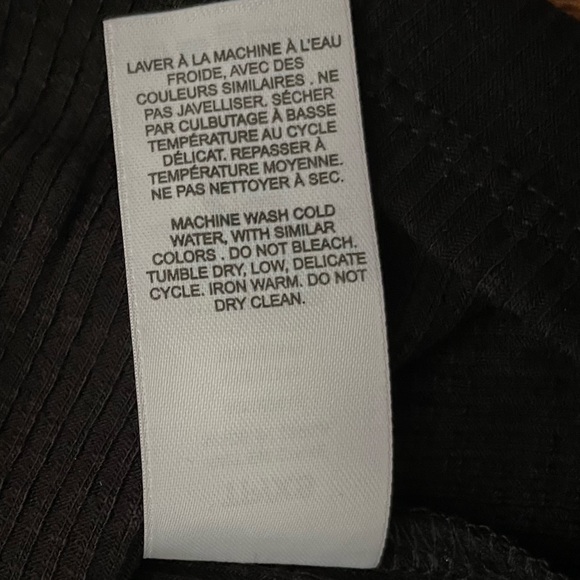 LAVER À LA MACHINE À L'EAU
FROIDE, AVEC DES
COULEURS SIMILAIRES . NE
PAS JAVELLISER. SÉCHER
PAR CULBUTAGE À BASSE
TEMPÉRATURE AU CYCLE
DÉLICAT. REPASSER À
TEMPÉRATURE MOYENNE.
NE PAS NETTOYER À SEC.
MACHINE WASH COLD
WATER, WITH SIMILAR
COLORS . DO NOT BLEACH.
TUMBLE DRY, LOW, DELICATE
CYCLE. IRON WARM. DO NOT
DRY CLEAN.